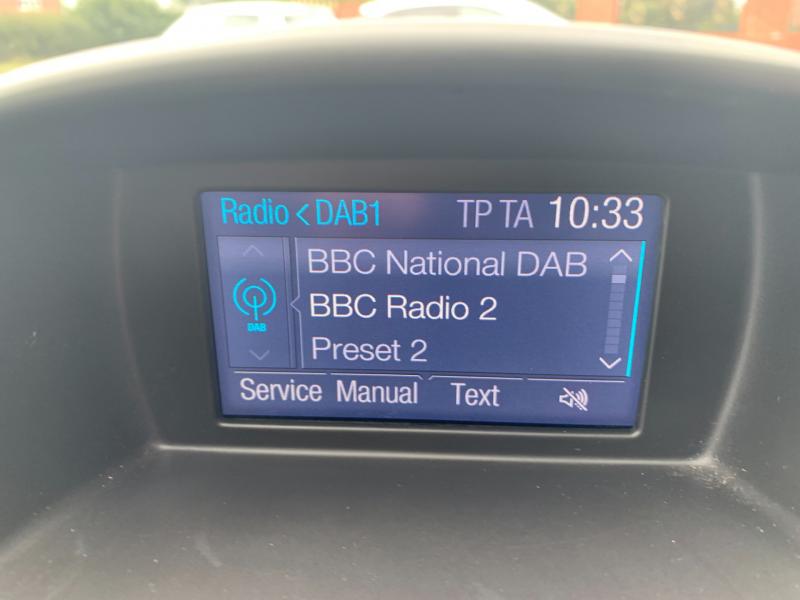 Radio < DAB1 TP TA 10:33
BBC National DAB
BBC Radio 2
DAB
Preset 2
Service Manual Text